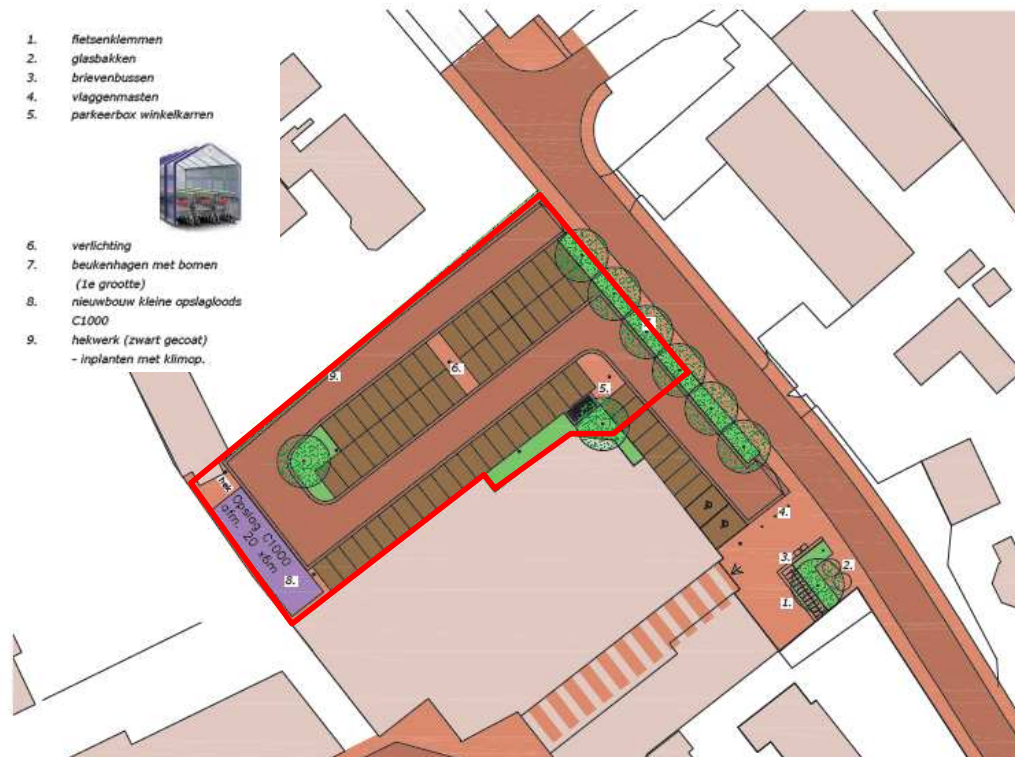 1. fietsenklemmen
2. glasbakken
3. brievenbussen
4. vlaggenmasten
5. parkeerbox winkelkarren
6. verlichting
7. beukenhagen met bomen
(1e grootte)
8. nieuwbouw kleine opslagloods
C1000
9. hekwerk (zwart gecoat)
- inplanten met klimop.
9.
6.
5.
hek
Opslag C1000
afm. 20 x6m
8.
4.
3.
2.
1.